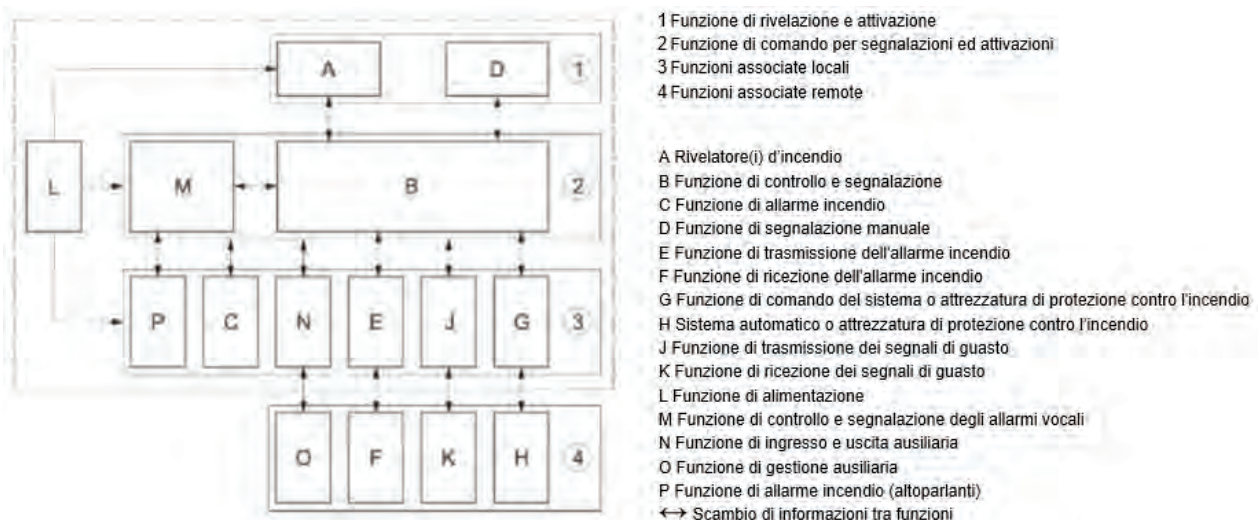 A D 1
L M B 2
P C N E J G 3
O F K H 4
1 Funzione di rivelazione e attivazione
2 Funzione di comando per segnalazioni ed attivazioni
3 Funzioni associate locali
4 Funzioni associate remote
A Rivelatore(i) d'incendio
B Funzione di controllo e segnalazione
C Funzione di allarme incendio
D Funzione di segnalazione manuale
E Funzione di trasmissione dell'allarme incendio
F Funzione di ricezione dell'allarme incendio
G Funzione di comando del sistema o attrezzatura di protezione contro l'incendio
H Sistema automatico o attrezzatura di protezione contro l'incendio
J Funzione di trasmissione dei segnali di guasto
K Funzione di ricezione dei segnali di guasto
L Funzione di alimentazione
M Funzione di controllo e segnalazione degli allarmi vocali
N Funzione di ingresso e uscita ausiliaria
O Funzione di gestione ausiliaria
P Funzione di allarme incendio (altoparlanti)
↔ Scambio di informazioni tra funzioni